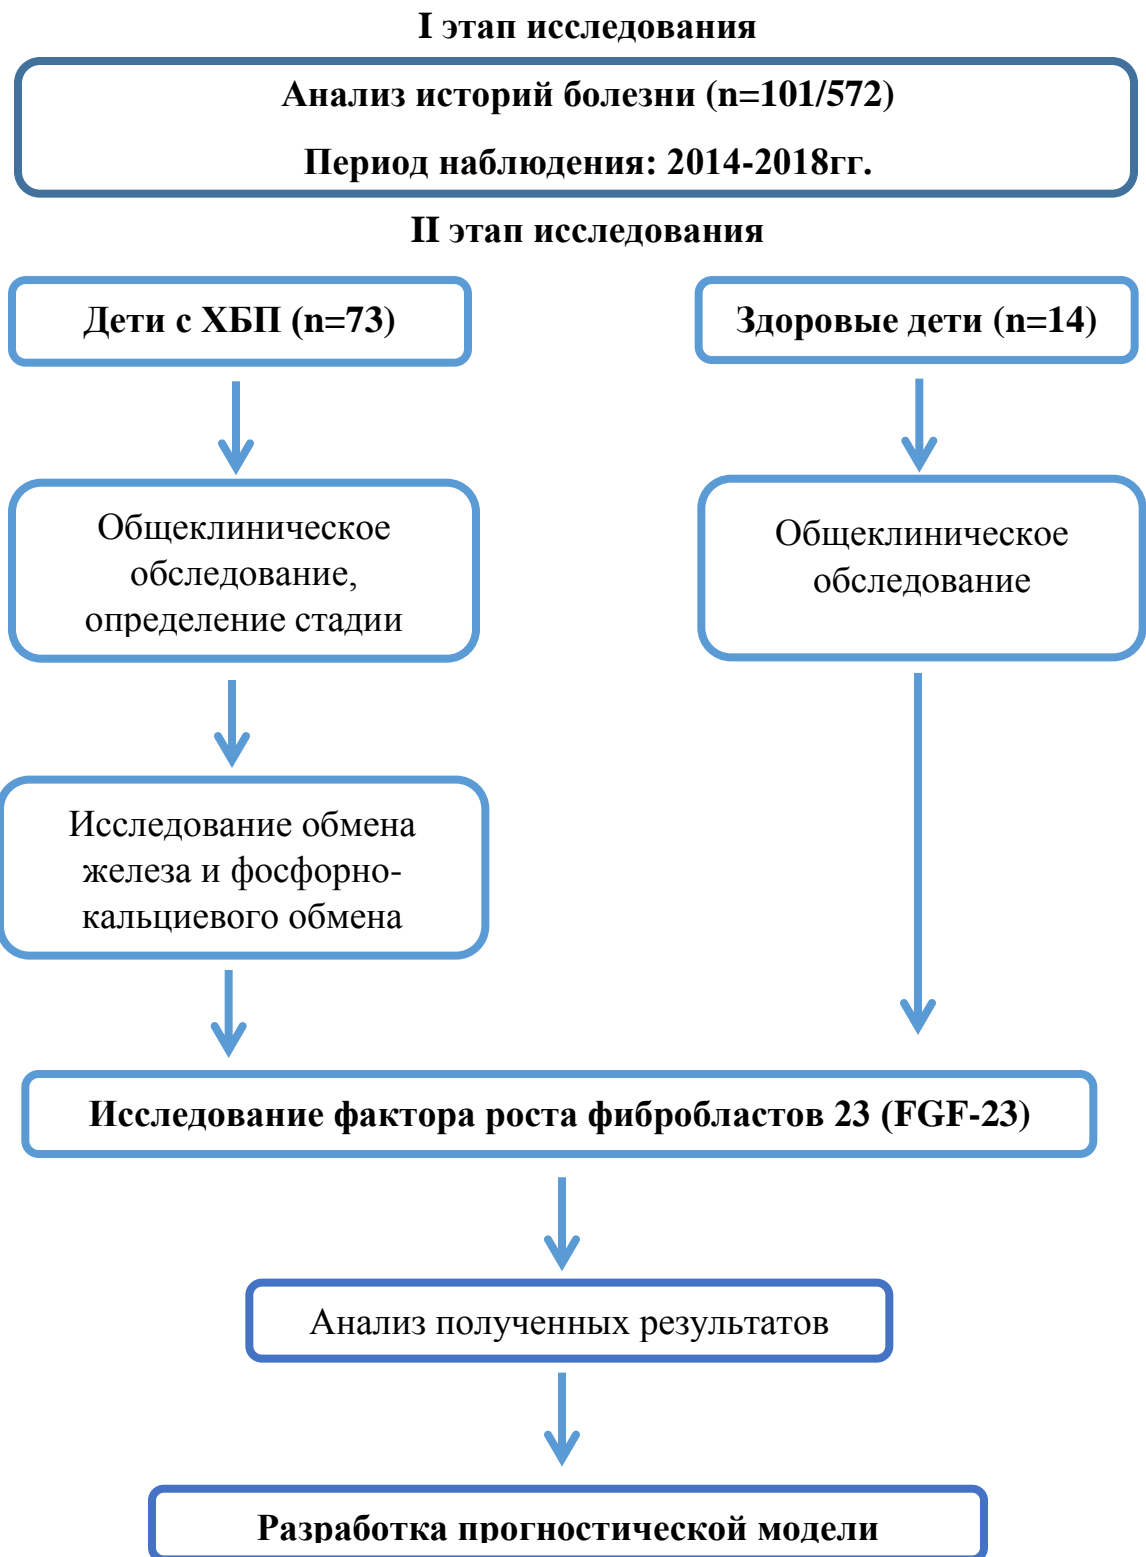 I этап исследования
Анализ историй болезни (n=101/572)
Период наблюдения: 2014-2018гг.
II этап исследования
Дети с ХБП (n=73)
Здоровые дети (n=14)
Общеклиническое
обследование,
определение стадии
Общеклиническое
обследование
Исследование обмена
железа и фосфорно-
кальциевого обмена
Исследование фактора роста фибробластов 23 (FGF-23)
Анализ полученных результатов
Разработка прогностической модели